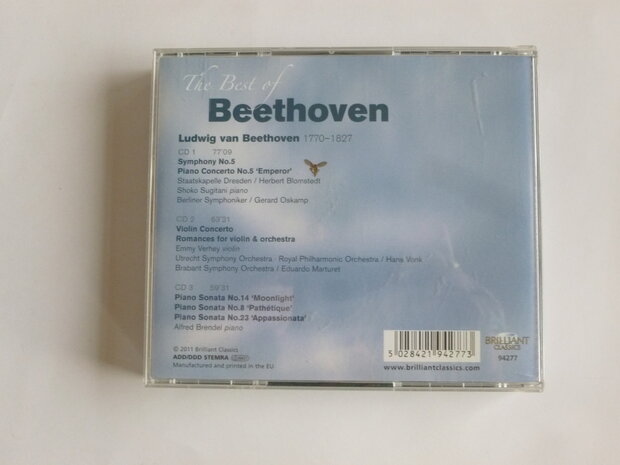 The Best of
Beethoven
Ludwig van Beethoven 1770–1827
CD 1 77'09
Symphony No.5
Piano Concerto No.5 'Emperor'
Staatskapelle Dresden / Herbert Blomstedt
Shoko Sugitani piano
Berliner Symphoniker / Gerard Oskamp
CD 2 63'31
Violin Concerto
Romances for violin & orchestra
Emmy Verhey violin
Utrecht Symphony Orchestra · Royal Philharmonic Orchestra / Hans Vonk
Brabant Symphony Orchestra / Eduardo Marturet
CD 3 59'31
Piano Sonata No.14 'Moonlight'
Piano Sonata No.8 'Pathétique'
Piano Sonata No.23 'Appassionata'
Alfred Brendel piano
℗ 2011 Brilliant Classics
ADD/DDD STEMRA
Manufactured and printed in the EU
5 028421 942773
www.brilliantclassics.com
BRILLIANT
CLASSICS
94277